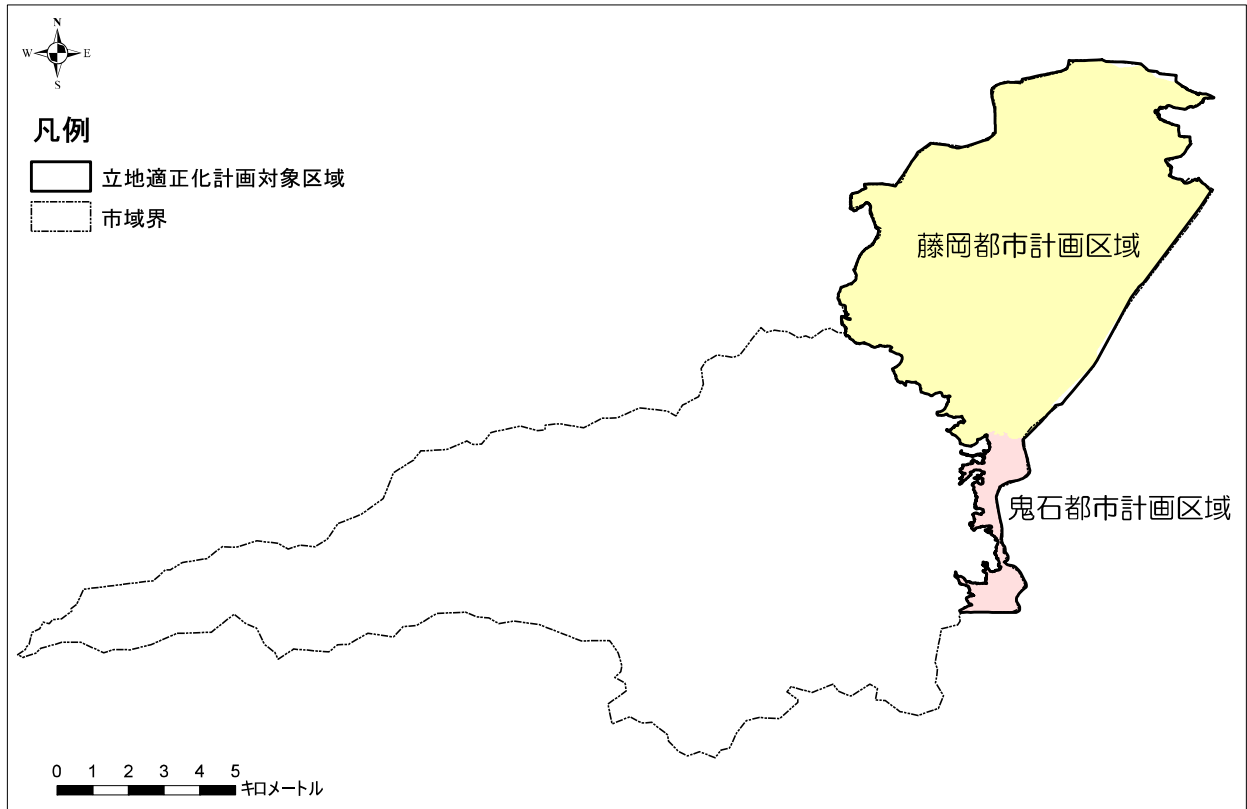 N
W E
S
凡例
立地適正化計画対象区域
市域界
藤岡都市計画区域
鬼石都市計画区域
0 1 2 3 4 5
キロメートル